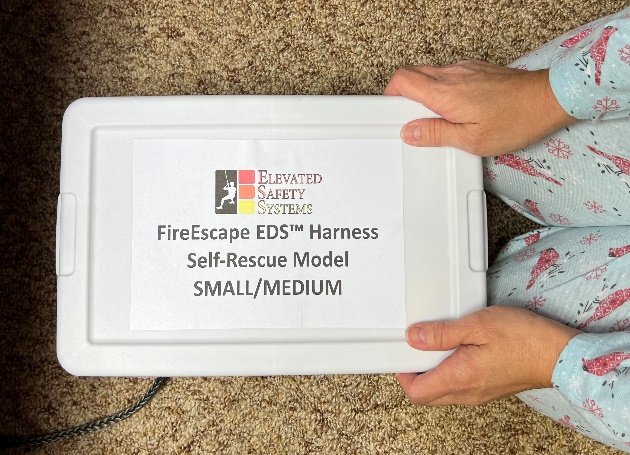 ELEVATED
SAFETY
SYSTEMS
FireEscape EDS™ Harness
Self-Rescue Model
SMALL/MEDIUM